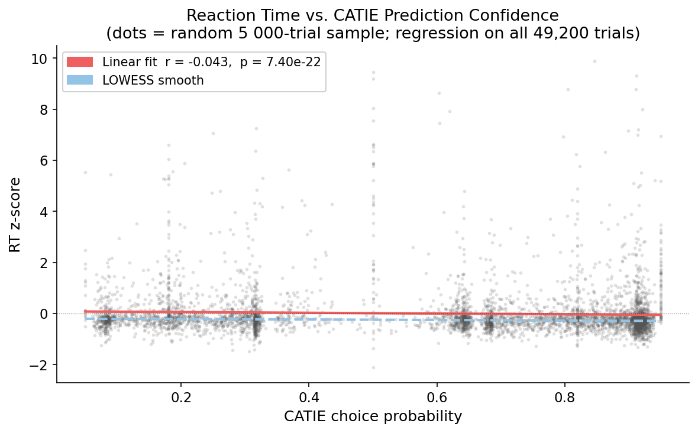 Reaction Time vs. CATIE Prediction Confidence
(dots = random 5 000-trial sample; regression on all 49,200 trials)
Linear fit  r = -0.043,  p = 7.40e-22
LOWESS smooth
RT z-score
10
8
6
4
2
0
−2
0.2
0.4
0.6
0.8
CATIE choice probability